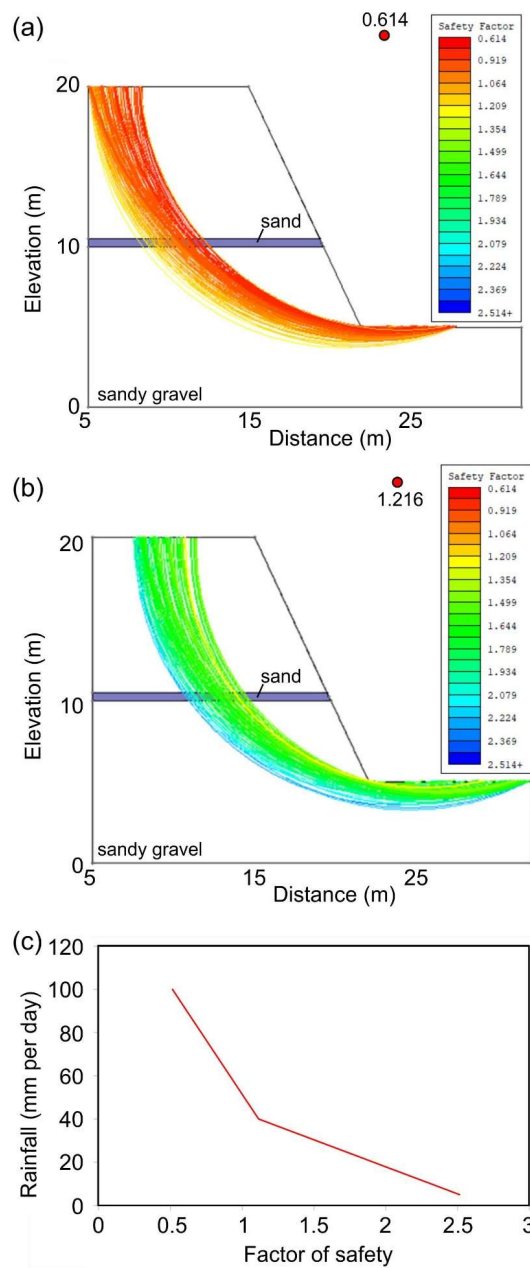 (a)
0.614
Safety Factor
0.614
0.919
1.064
1.209
1.354
1.499
1.644
1.789
1.934
2.079
2.224
2.369
2.514+
20
10
0
Elevation (m)
sand
sandy gravel
5
15
25
Distance (m)
(b)
1.216
Safety Factor
0.614
0.919
1.064
1.209
1.354
1.499
1.644
1.789
1.934
2.079
2.224
2.369
2.514+
20
10
0
Elevation (m)
sand
sandy gravel
5
15
25
Distance (m)
(c)
120
100
80
60
40
20
0
Rainfall (mm per day)
0 0.5 1 1.5 2 2.5 3
Factor of safety